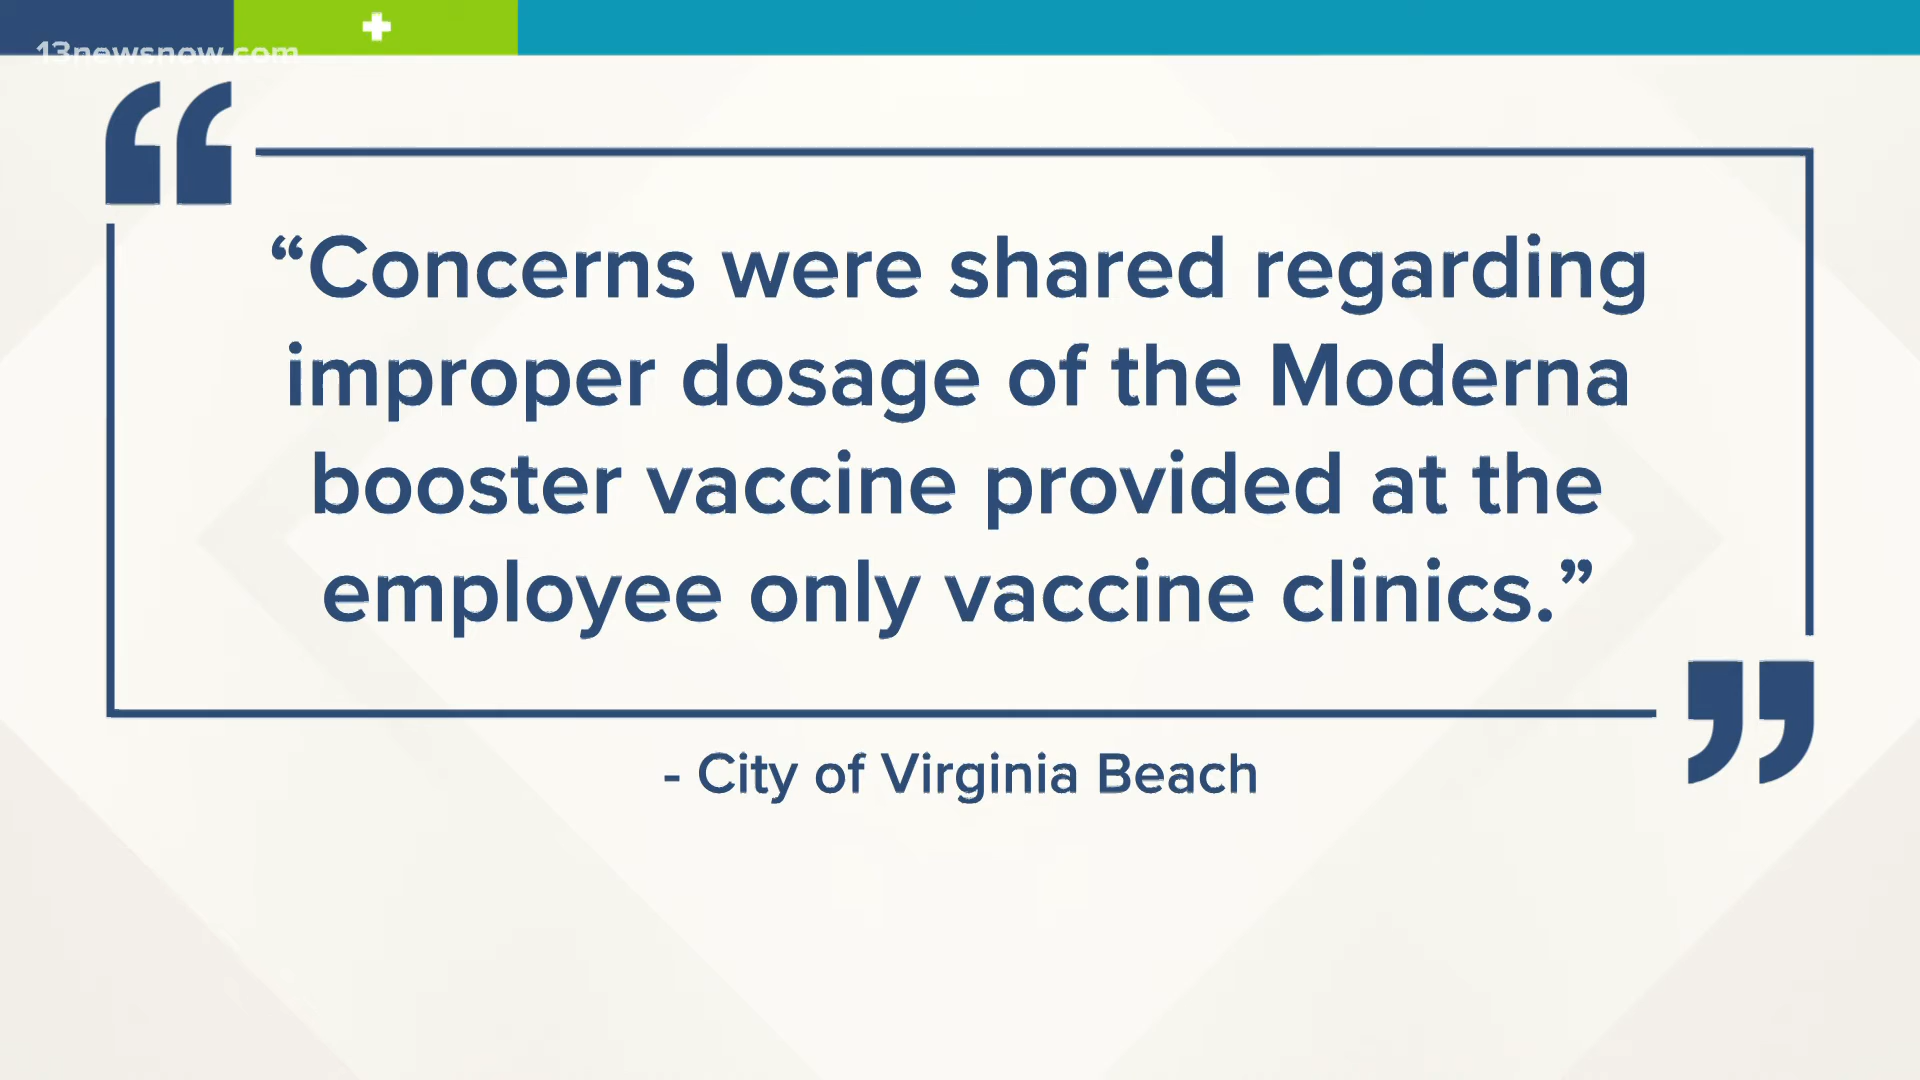 13newsnow.com
“Concerns were shared regarding
improper dosage of the Moderna
booster vaccine provided at the
employee only vaccine clinics.”
- City of Virginia Beach